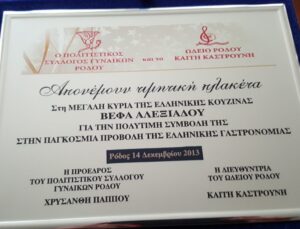 Ο ΠΟΛΙΤΙΣΤΙΚΟΣ
ΣΥΛΛΟΓΟΣ ΓΥΝΑΙΚΩΝ
ΡΟΔΟΥ
και το
ΩΔΕΙΟ ΡΟΔΟΥ
ΚΑΙΤΗ ΚΑΣΤΡΟΥΝΗ
Απονέμουν τιμητική πλακέτα
Στη ΜΕΓΑΛΗ ΚΥΡΙΑ ΤΗΣ ΕΛΛΗΝΙΚΗΣ ΚΟΥΖΙΝΑΣ
ΒΕΦΑ ΑΛΕΞΙΑΔΟΥ
ΓΙΑ ΤΗΝ ΠΟΛΥΤΙΜΗ ΣΥΜΒΟΛΗ ΤΗΣ
ΣΤΗΝ ΠΑΓΚΟΣΜΙΑ ΠΡΟΒΟΛΗ ΤΗΣ ΕΛΛΗΝΙΚΗΣ ΓΑΣΤΡΟΝΟΜΙΑΣ
Ρόδος 14 Δεκεμβρίου 2013
Η ΠΡΟΕΔΡΟΣ
ΤΟΥ ΠΟΛΙΤΙΣΤΙΚΟΥ ΣΥΛΛΟΓΟΥ
ΓΥΝΑΙΚΩΝ ΡΟΔΟΥ
ΧΡΥΣΑΝΘΗ ΠΑΠΠΟΥ
Η ΔΙΕΥΘΥΝΤΡΙΑ
ΤΟΥ ΩΔΕΙΟΥ ΡΟΔΟΥ
ΚΑΙΤΗ ΚΑΣΤΡΟΥΝΗ